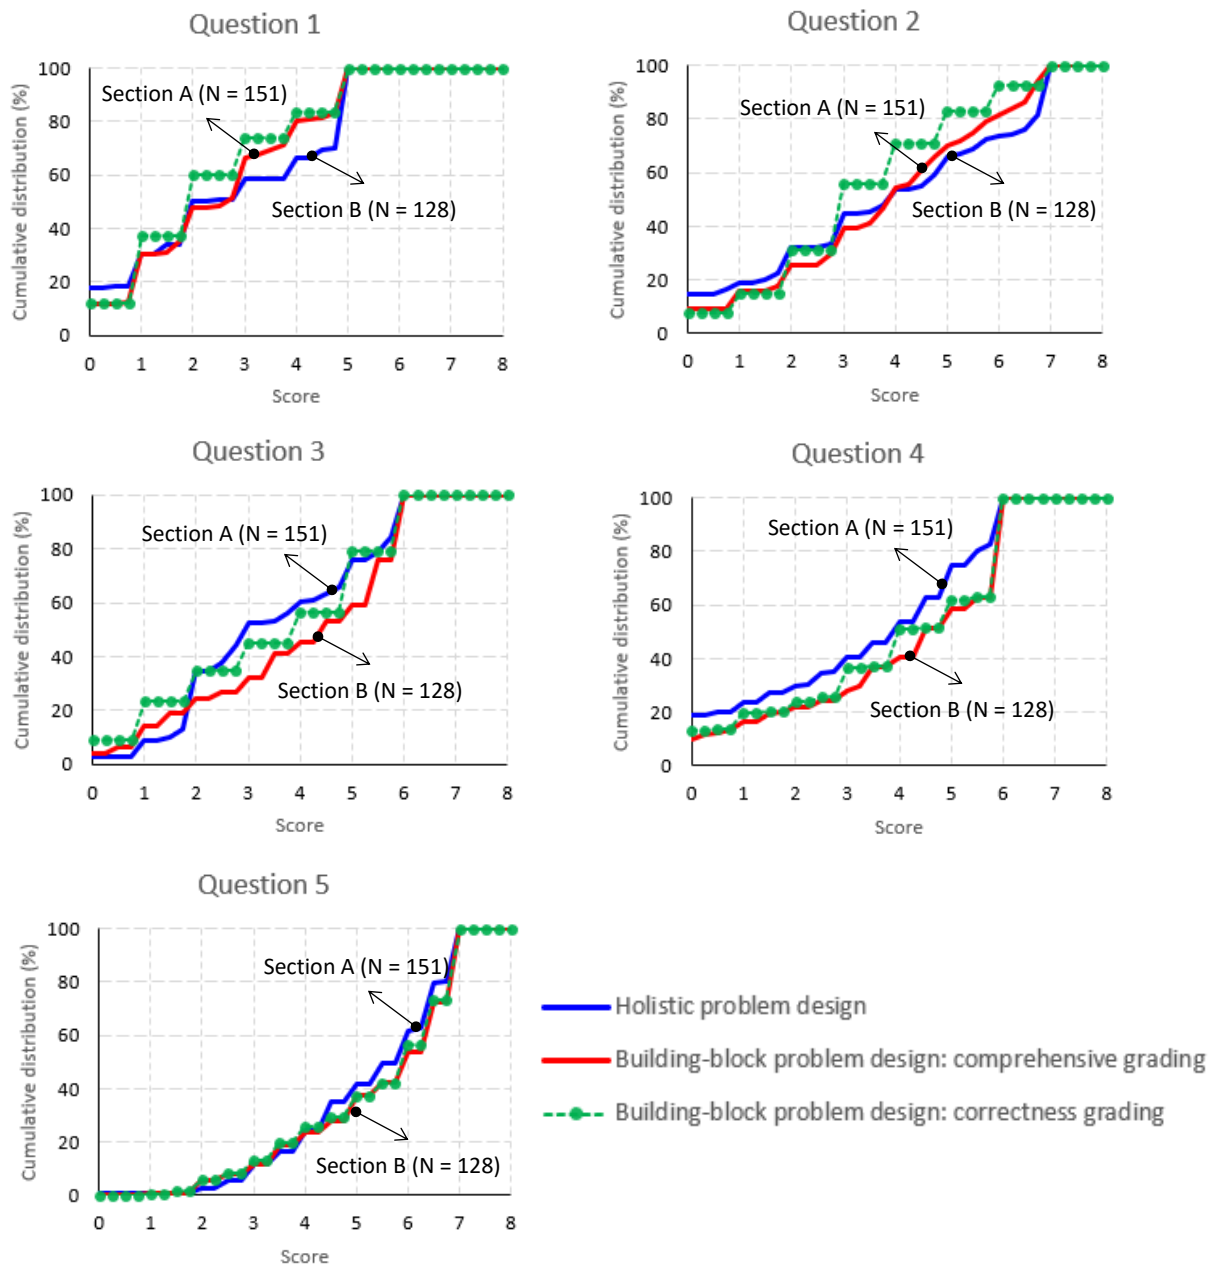 Question 1
Cumulative distribution (%)
100
80
60
40
20
0
Section A (N = 151)
Section B (N = 128)
0 1 2 3 4 5 6 7 8
Score
Question 2
Cumulative distribution (%)
100
80
60
40
20
0
Section A (N = 151)
Section B (N = 128)
0 1 2 3 4 5 6 7 8
Score
Question 3
Cumulative distribution (%)
100
80
60
40
20
0
Section A (N = 151)
Section B (N = 128)
0 1 2 3 4 5 6 7 8
Score
Question 4
Cumulative distribution (%)
100
80
60
40
20
0
Section A (N = 151)
Section B (N = 128)
0 1 2 3 4 5 6 7 8
Score
Question 5
Cumulative distribution (%)
100
80
60
40
20
0
Section A (N = 151)
Section B (N = 128)
0 1 2 3 4 5 6 7 8
Score
Holistic problem design
Building-block problem design: comprehensive grading
Building-block problem design: correctness grading